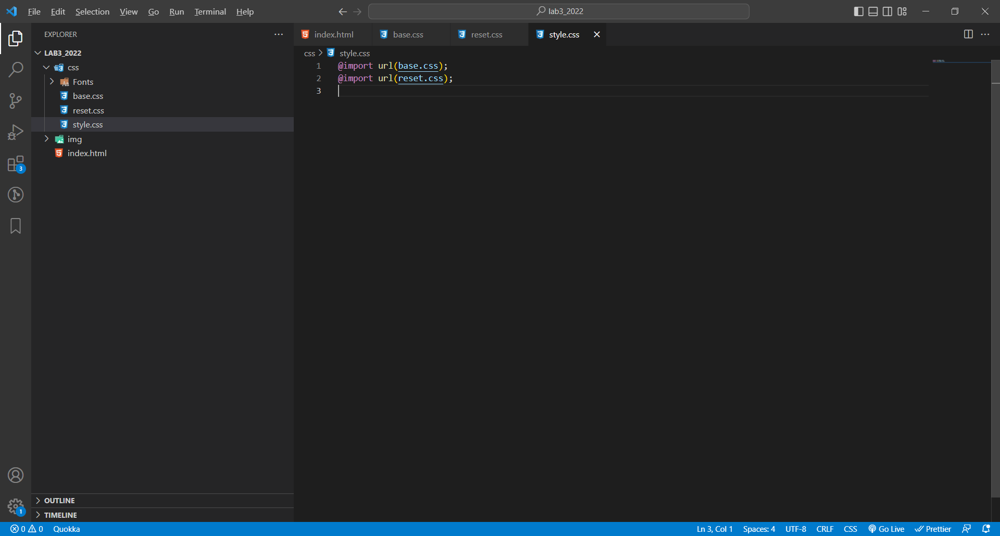 File Edit Selection View Go Run Terminal Help
lab3_2022
EXPLORER
LAB3_2022
css
Fonts
base.css
reset.css
style.css
img
index.html
3
1
OUTLINE
TIMELINE
index.html base.css reset.css style.css
css style.css
1 @import url(base.css);
2 @import url(reset.css);
3
0 0 Quokka
Ln 3, Col 1 Spaces: 4 UTF-8 CRLF CSS Go Live Prettier